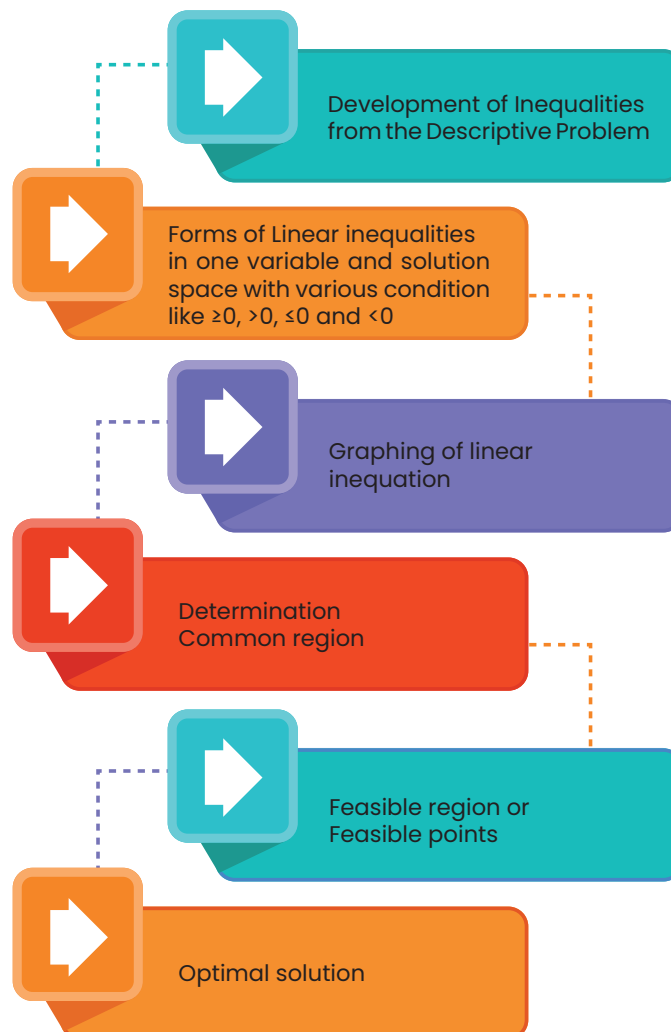 Development of Inequalities
from the Descriptive Problem
Forms of Linear inequalities
in one variable and solution
space with various condition
like ≥0, >0, ≤0 and <0
Graphing of linear
inequation
Determination
Common region
Feasible region or
Feasible points
Optimal solution